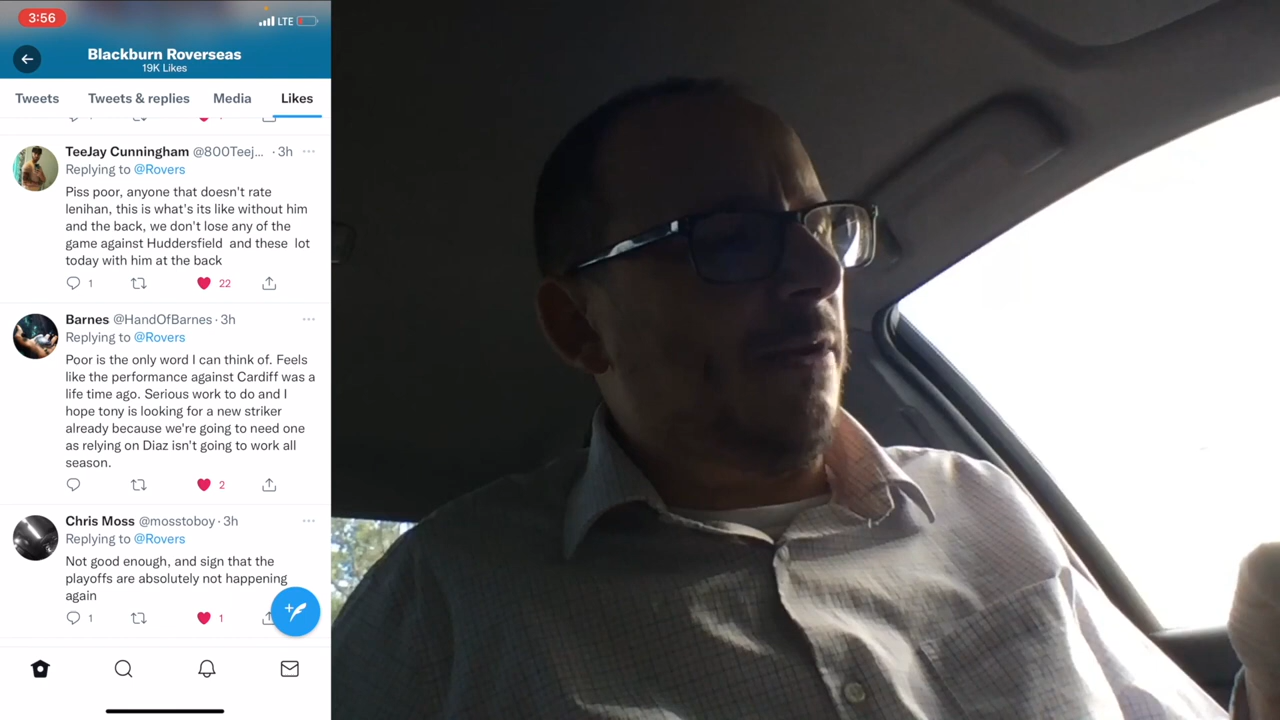 3:56
LTE
Blackburn Roverseas
19K Likes
Tweets Tweets & replies Media Likes
TeeJay Cunningham @800Teej... · 3h
Replying to @Rovers
Piss poor, anyone that doesn't rate
lenihan, this is what's its like without him
and the back, we don't lose any of the
game against Huddersfield and these lot
today with him at the back
1 22
Barnes @HandOfBarnes · 3h
Replying to @Rovers
Poor is the only word I can think of. Feels
like the performance against Cardiff was a
life time ago. Serious work to do and I
hope tony is looking for a new striker
already because we're going to need one
as relying on Diaz isn't going to work all
season.
2
Chris Moss @mosstoboy · 3h
Replying to @Rovers
Not good enough, and sign that the
playoffs are absolutely not happening
again
1 1